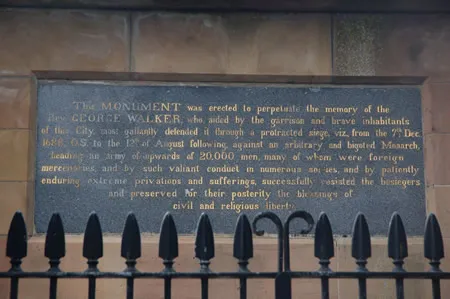 The MONUMENT was erected to perpetuate the memory of the
Rev. GEORGE WALKER, who, aided by the garrison and brave inhabitants
of this City, most gallantly defended it through a protracted siege, viz., from the 7th Dec.
1688, O.S. to the 12th of August following, against an arbitrary and bigoted Monarch,
heading an army of upwards of 20,000 men, many of whom were foreign
mercenaries, and by such valiant conduct in numerous sorties, and by patiently
enduring extreme privations and sufferings, successfully resisted the besiegers
and preserved for their posterity the blessings of
civil and religious liberty.